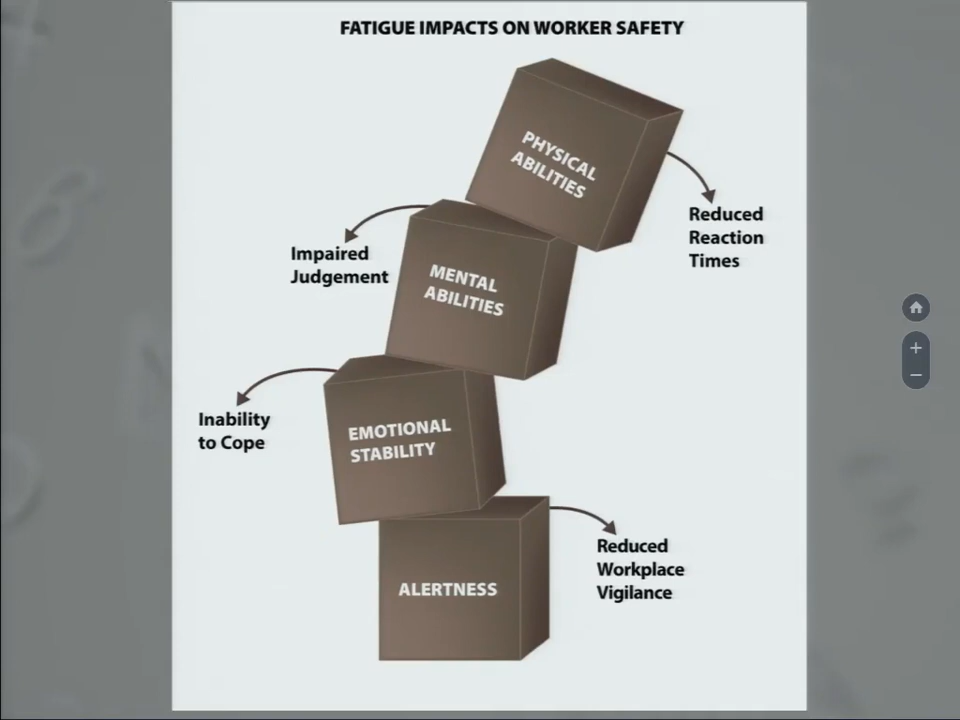 FATIGUE IMPACTS ON WORKER SAFETY
PHYSICAL
ABILITIES
Reduced
Reaction
Times
Impaired
Judgement
MENTAL
ABILITIES
Inability
to Cope
EMOTIONAL
STABILITY
Reduced
Workplace
Vigilance
ALERTNESS